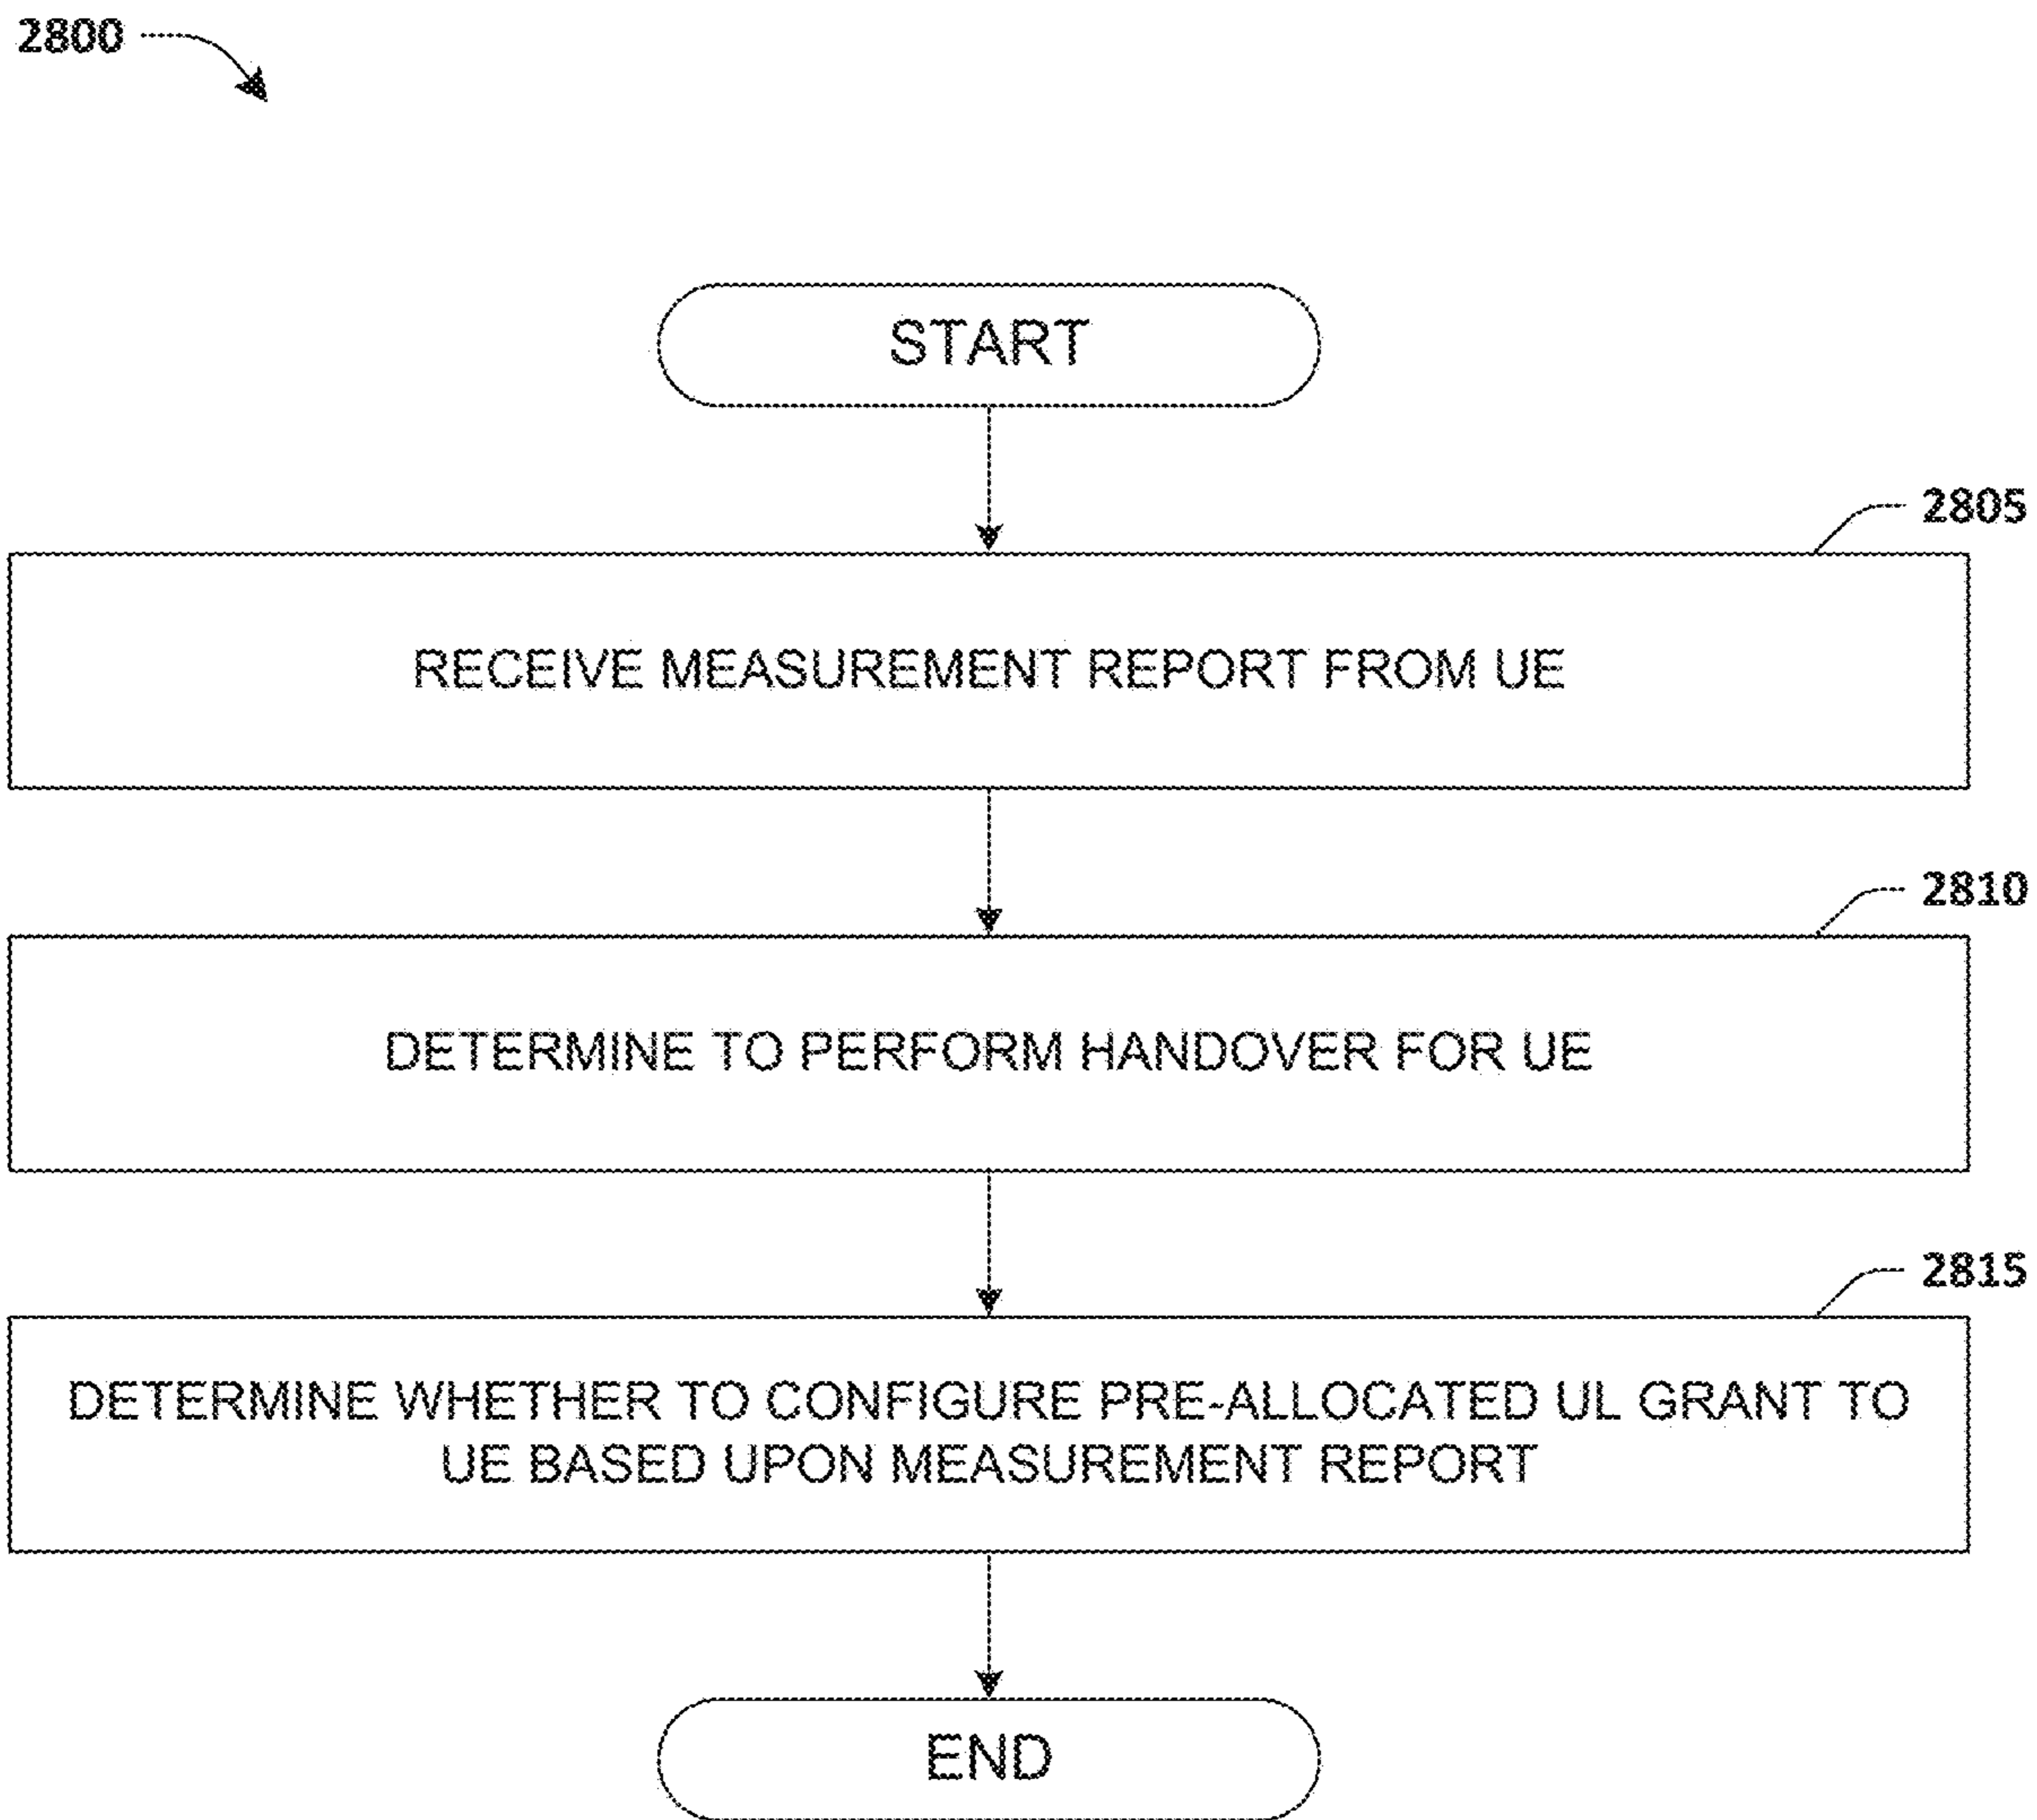 2800
START
2805
RECEIVE MEASUREMENT REPORT FROM UE
2810
DETERMINE TO PERFORM HANDOVER FOR UE
2815
DETERMINE WHETHER TO CONFIGURE PRE-ALLOCATED UL GRANT TO
UE BASED UPON MEASUREMENT REPORT
END